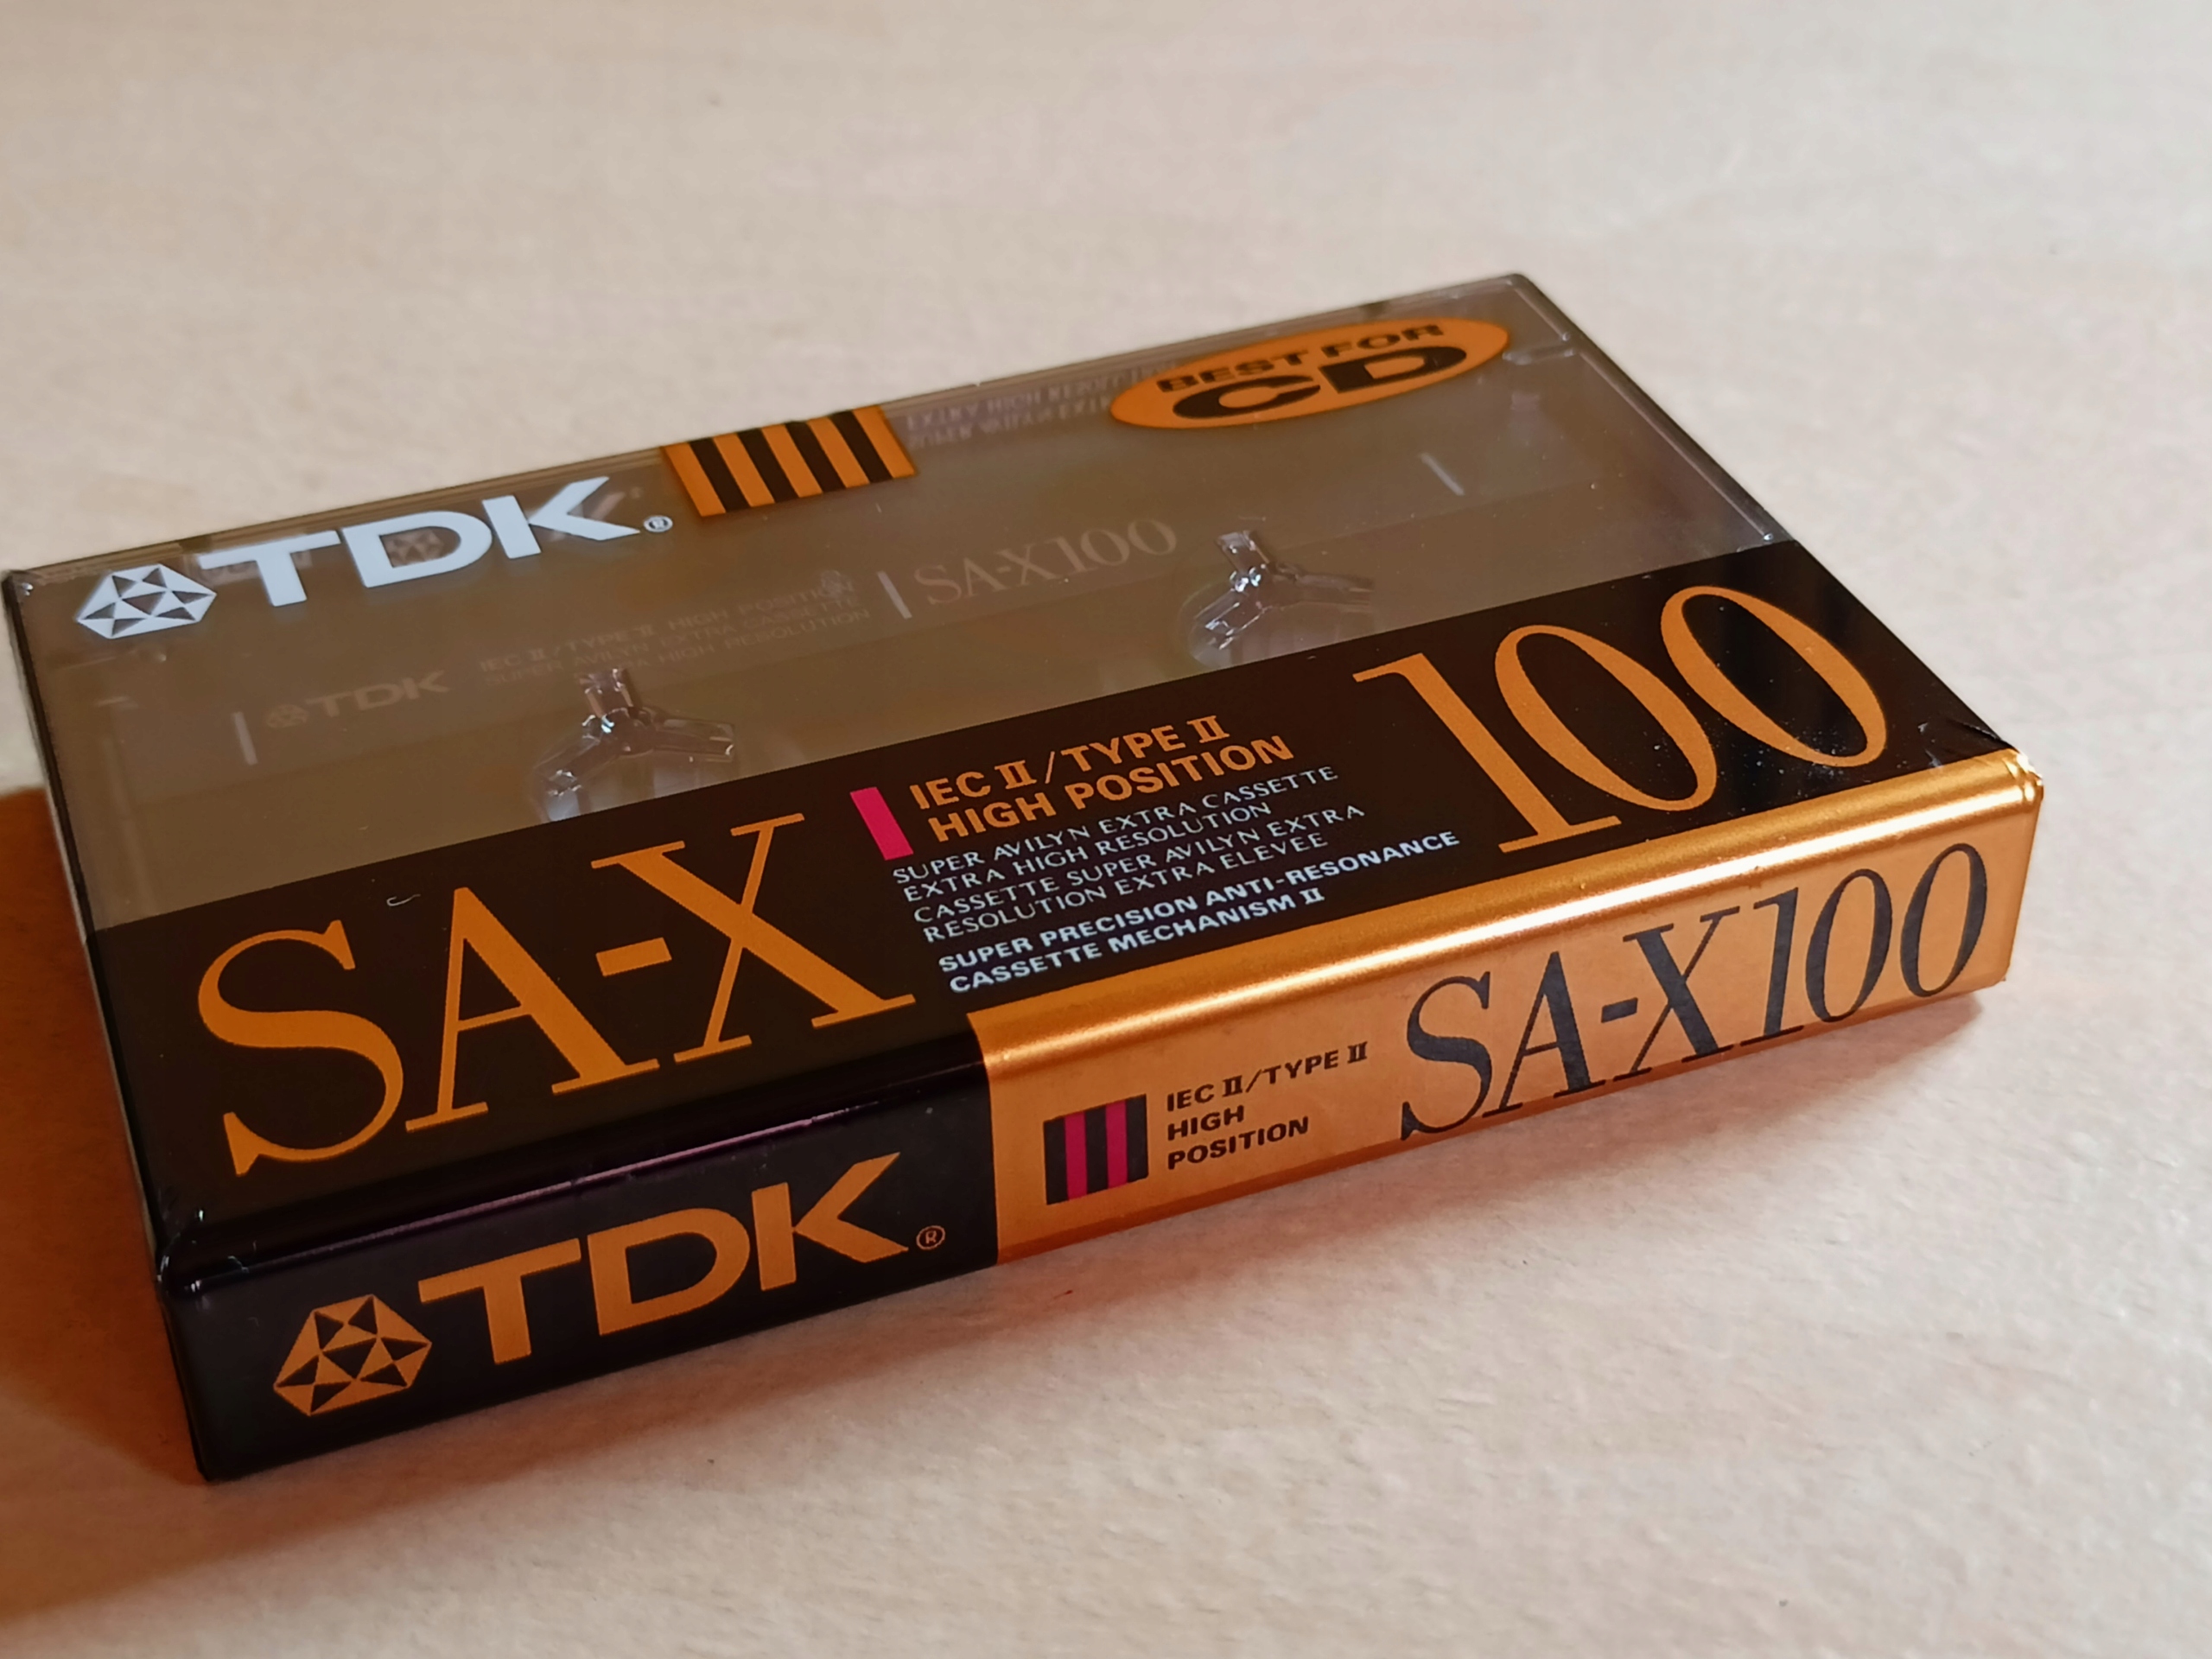 BEST FOR
CD
TDK®
SA-X100
TDK
IEC II/TYPE II HIGH POSITION
SUPER AVILYN EXTRA CASSETTE
EXTRA HIGH RESOLUTION
SA-X
IEC II/TYPE II
HIGH POSITION
SUPER AVILYN EXTRA CASSETTE
EXTRA HIGH RESOLUTION
CASSETTE SUPER AVILYN EXTRA
RESOLUTION EXTRA ELEVEE
SUPER PRECISION ANTI-RESONANCE
CASSETTE MECHANISM II
100
TDK®
IEC II/TYPE II
HIGH
POSITION
SA-X100